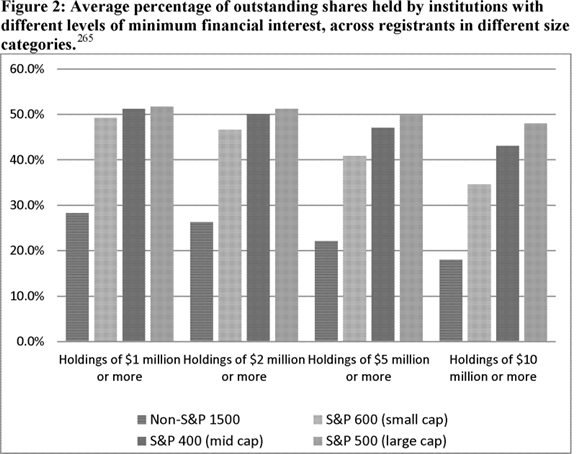 Figure 2: Average percentage of outstanding shares held by institutions with
different levels of minimum financial interest, across registrants in different size
categories.265
60.0%
50.0%
40.0%
30.0%
20.0%
10.0%
0.0%
Holdings of $1 million
or more
Holdings of $2 million
or more
Holdings of $5 million
or more
Holdings of $10
million or more
Non-S&P 1500
S&P 600 (small cap)
S&P 400 (mid cap)
S&P 500 (large cap)